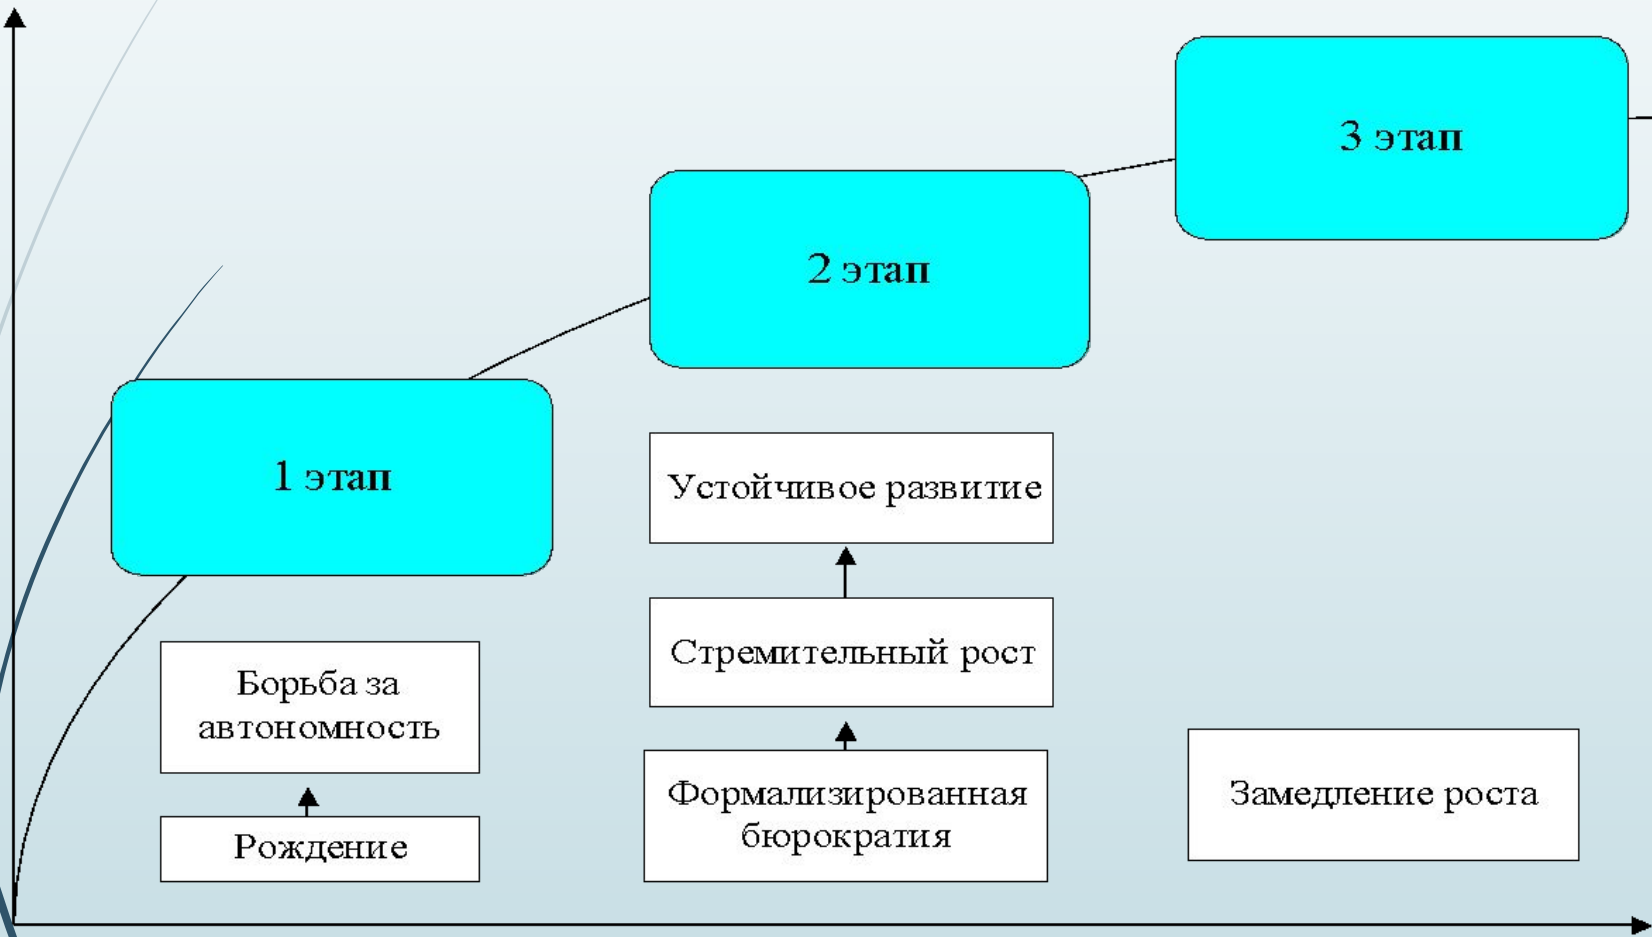 3 этап
2 этап
1 этап
Устойчивое развитие
Стремительный рост
Борьба за
автономность
Формализированная
бюрократия
Замедление роста
Рождение